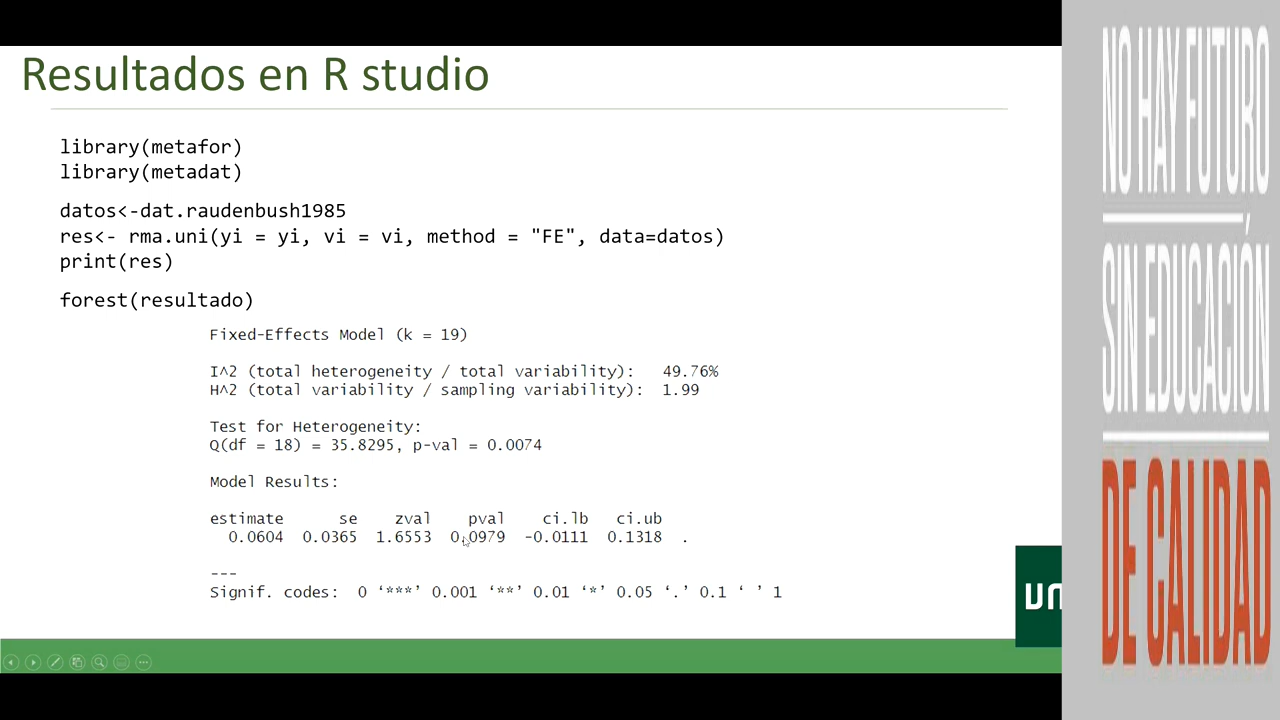 Resultados en R studio
library(metafor)
library(metadat)
datos<-dat.raudenbush1985
res<- rma.uni(yi = yi, vi = vi, method = "FE", data=datos)
print(res)
forest(resultado)
Fixed-Effects Model (k = 19)
I^2 (total heterogeneity / total variability):   49.76%
H^2 (total variability / sampling variability):  1.99
Test for Heterogeneity:
Q(df = 18) = 35.8295, p-val = 0.0074
Model Results:
estimate      se    zval    pval    ci.lb   ci.ub
0.0604  0.0365  1.6553  0.0979  -0.0111  0.1318  .
---
Signif. codes:  0 ‘***’ 0.001 ‘**’ 0.01 ‘*’ 0.05 ‘.’ 0.1 ‘ ’ 1
NO HAY FUTURO
SIN EDUCACIÓN
DE CALIDAD